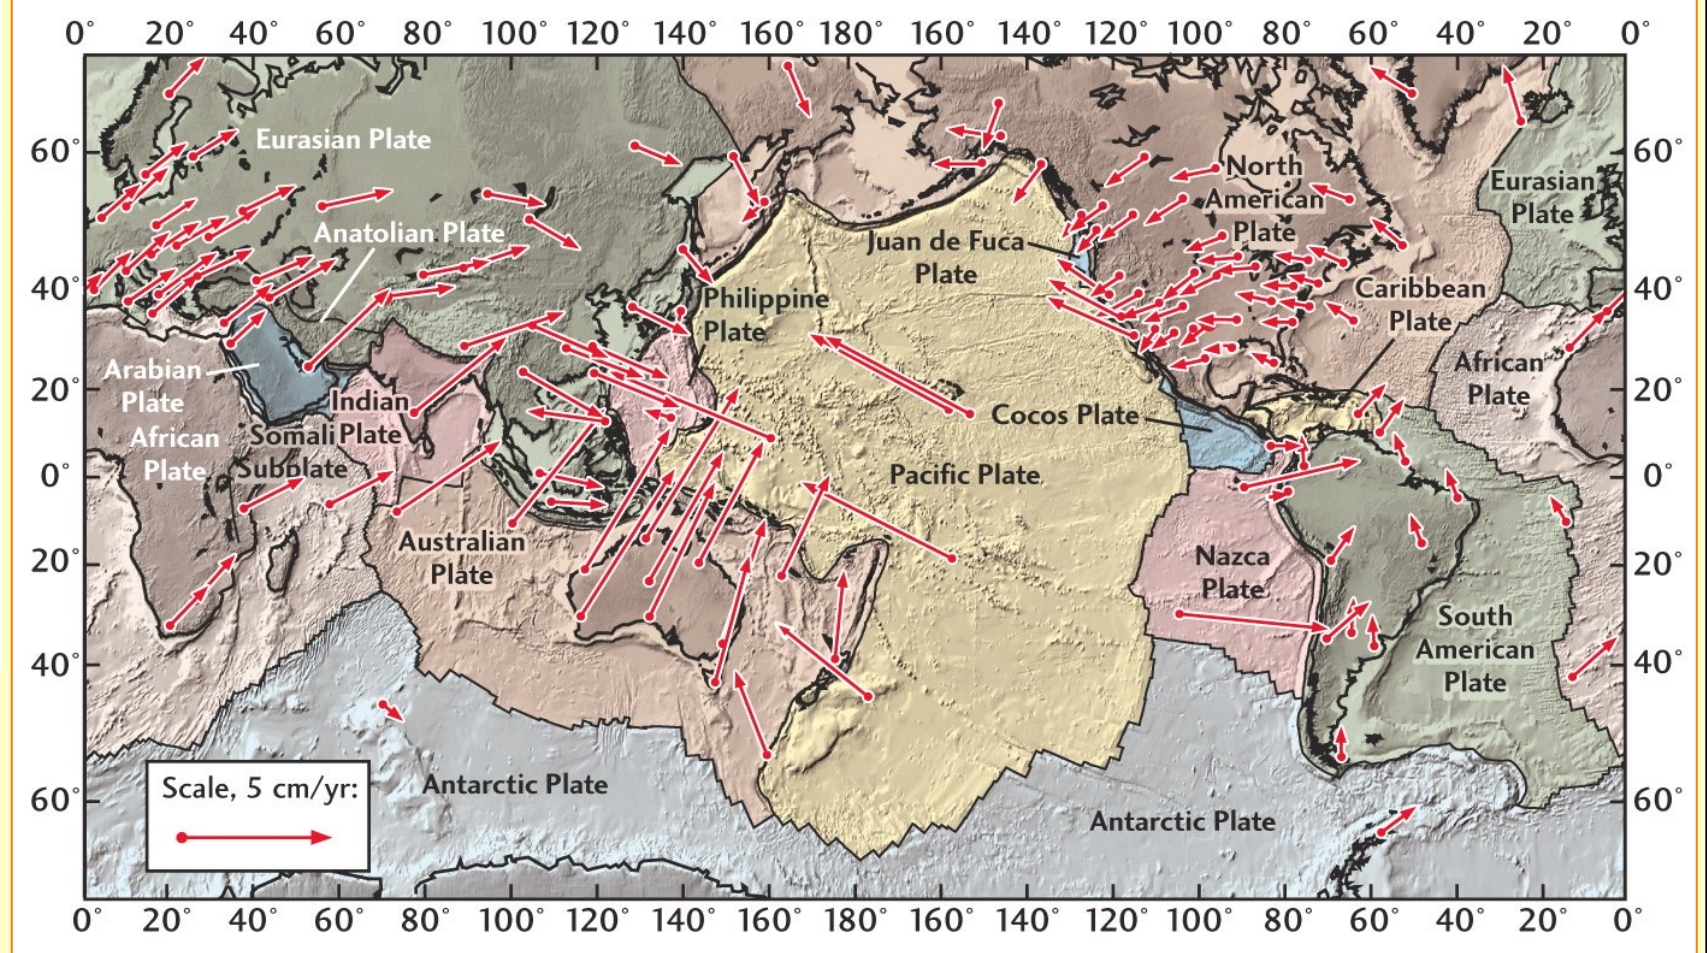 0° 20° 40° 60° 80° 100° 120° 140° 160° 180° 160° 140° 120° 100° 80° 60° 40° 20° 0°
60°
40°
20°
0°
20°
40°
60°
Eurasian Plate
Anatolian Plate
Arabian
Plate
African
Plate
Indian
Plate
Somali
Subplate
Australian
Plate
Philippine
Plate
Juan de Fuca
Plate
North
American
Plate
Eurasian
Plate
Caribbean
Plate
African
Plate
Cocos Plate
Pacific Plate
Nazca
Plate
South
American
Plate
Antarctic Plate
Antarctic Plate
Scale, 5 cm/yr:
60°
40°
20°
0°
20°
40°
60°
0° 20° 40° 60° 80° 100° 120° 140° 160° 180° 160° 140° 120° 100° 80° 60° 40° 20° 0°